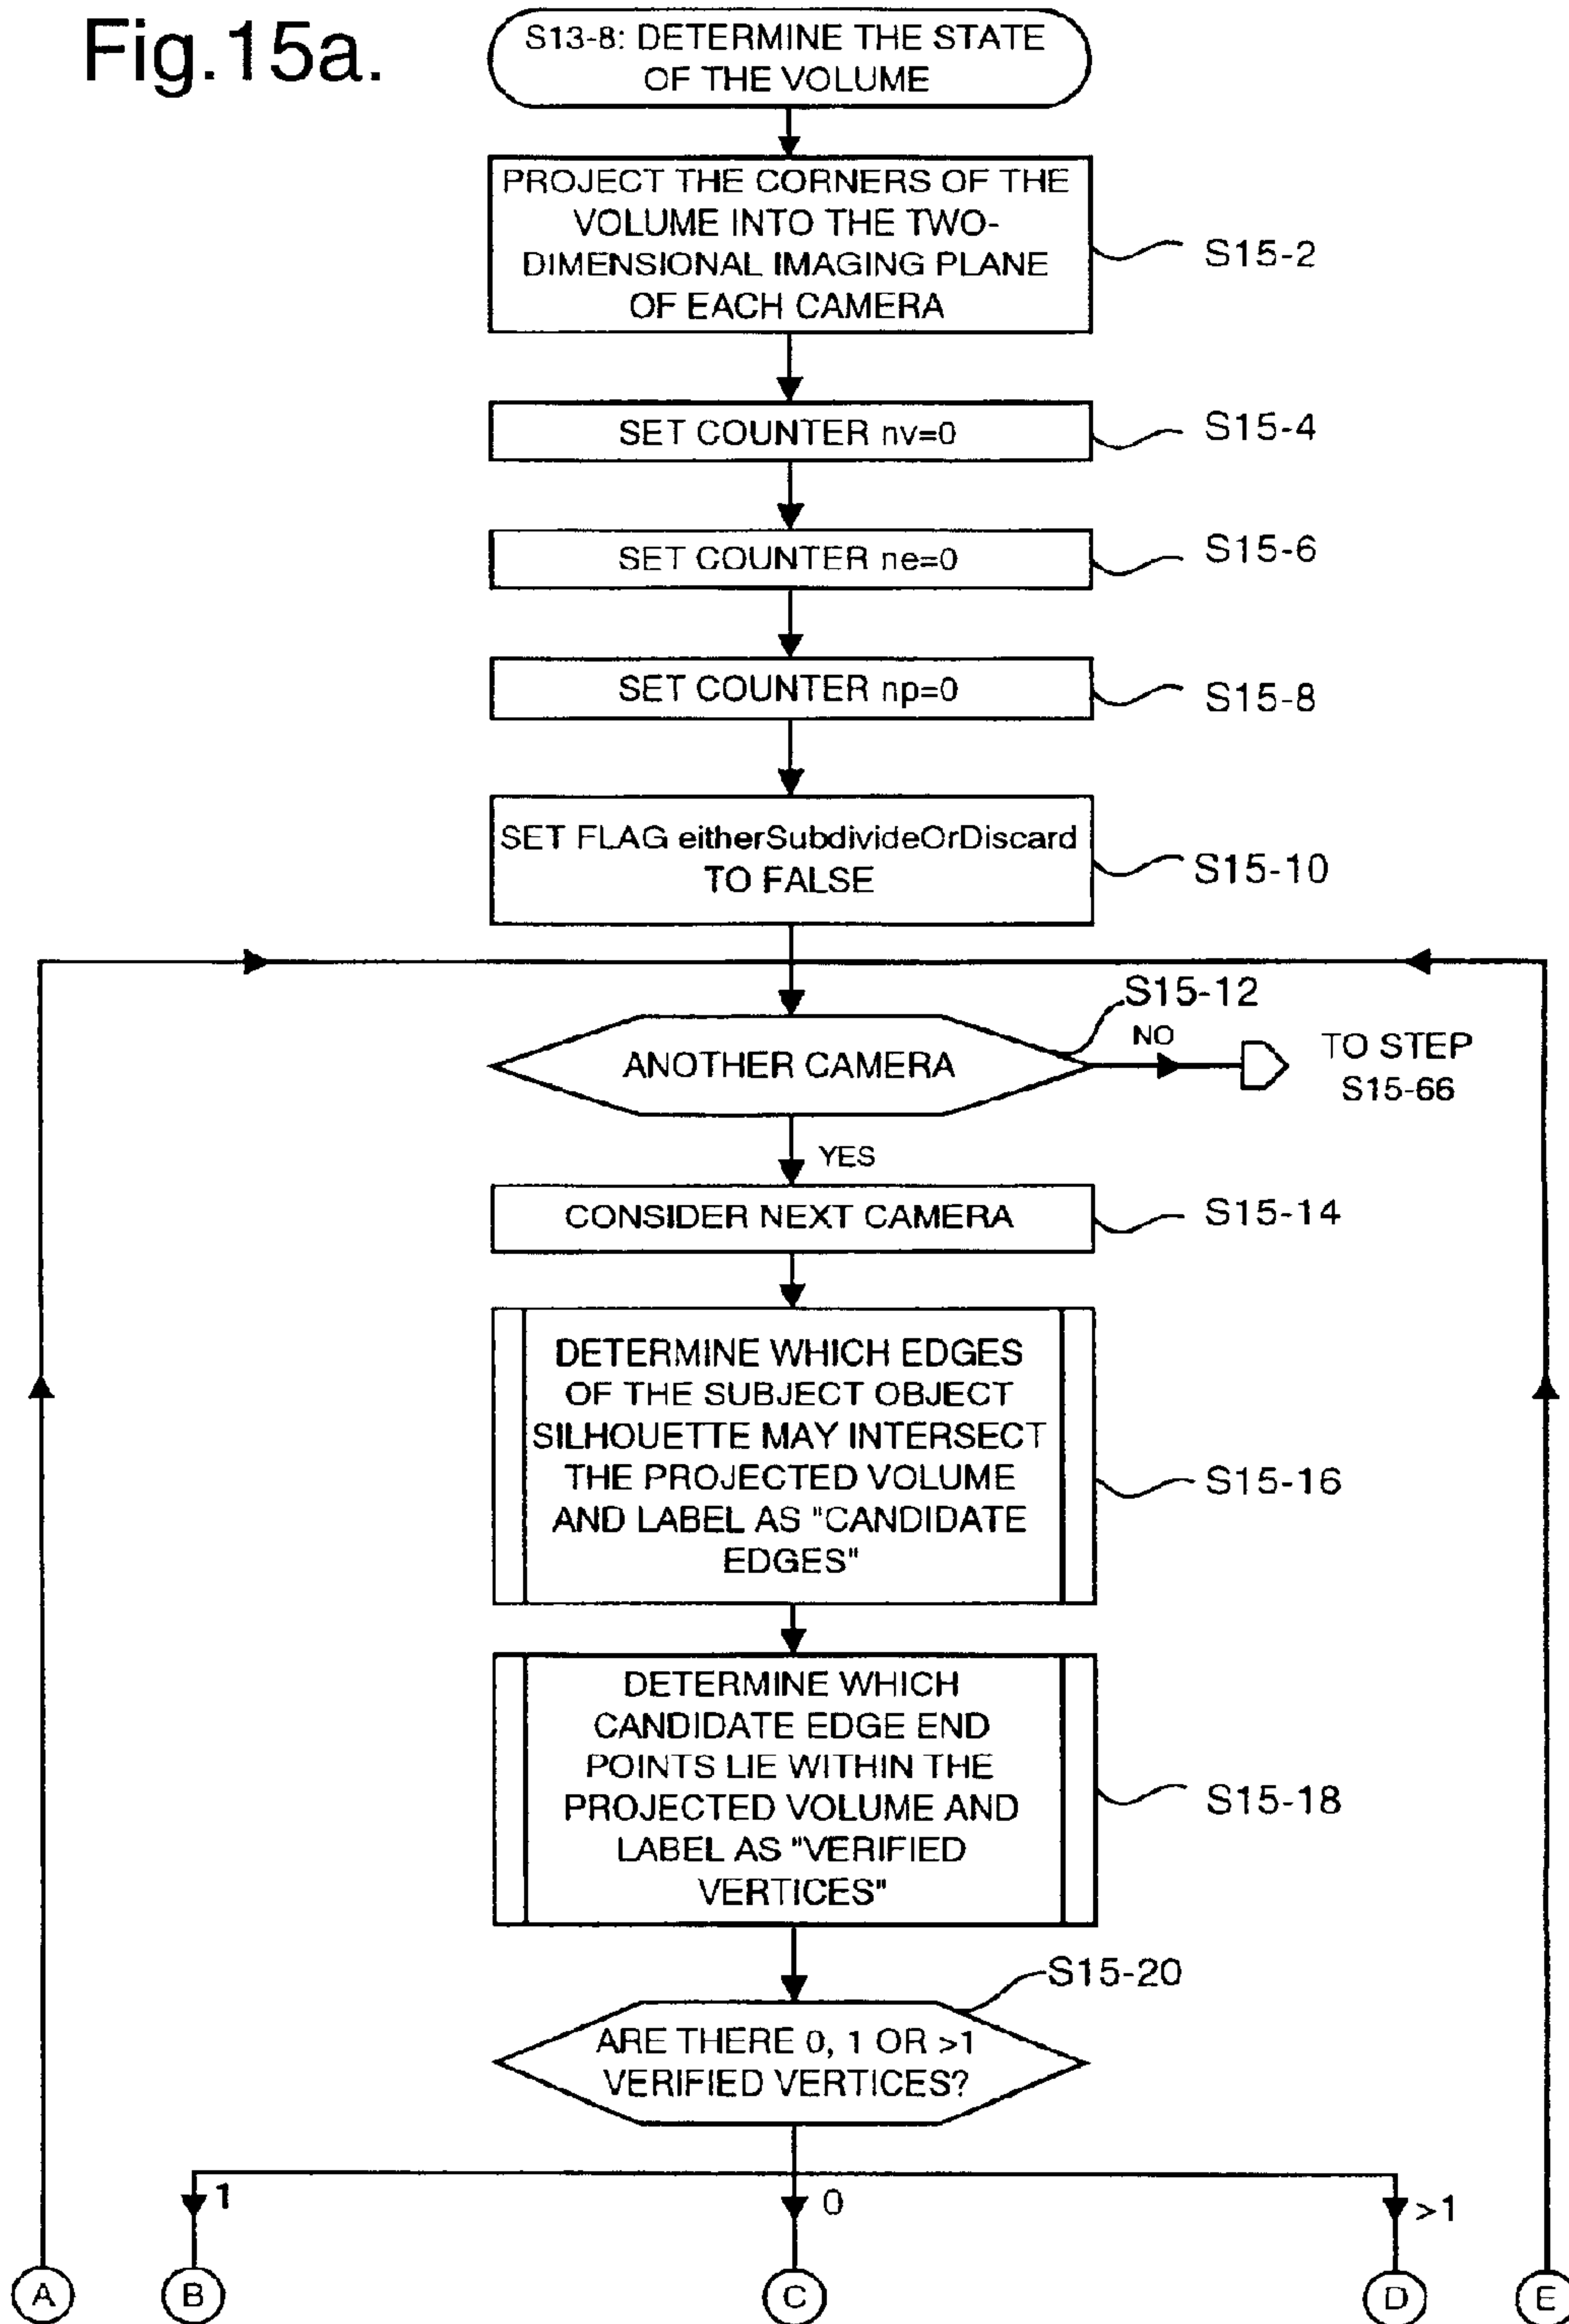 Fig.15a.
S13-8: DETERMINE THE STATE
OF THE VOLUME
PROJECT THE CORNERS OF THE
VOLUME INTO THE TWO-
DIMENSIONAL IMAGING PLANE
OF EACH CAMERA
S15-2
SET COUNTER nv=0
S15-4
SET COUNTER ne=0
S15-6
SET COUNTER np=0
S15-8
SET FLAG eitherSubdivideOrDiscard
TO FALSE
S15-10
S15-12
ANOTHER CAMERA
NO
TO STEP
S15-66
YES
CONSIDER NEXT CAMERA
S15-14
DETERMINE WHICH EDGES
OF THE SUBJECT OBJECT
SILHOUETTE MAY INTERSECT
THE PROJECTED VOLUME
AND LABEL AS "CANDIDATE
EDGES"
S15-16
DETERMINE WHICH
CANDIDATE EDGE END
POINTS LIE WITHIN THE
PROJECTED VOLUME AND
LABEL AS "VERIFIED
VERTICES"
S15-18
S15-20
ARE THERE 0, 1 OR >1
VERIFIED VERTICES?
1
0
>1
A
B
C
D
E